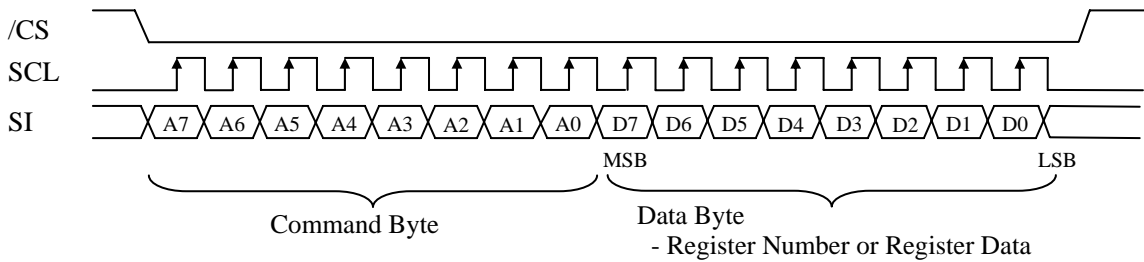 /CS
SCL
SI A7 A6 A5 A4 A3 A2 A1 A0 D7 D6 D5 D4 D3 D2 D1 D0
MSB LSB
Command Byte
Data Byte
- Register Number or Register Data